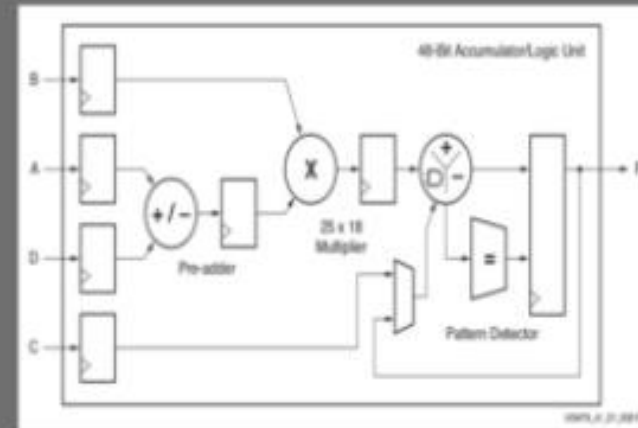 48-Bit Accumulator/Logic Unit
B
A
+/-
X
+
D
-
P
25 x 18
Multiplier
Pre-adder
=
D
Pattern Detector
C